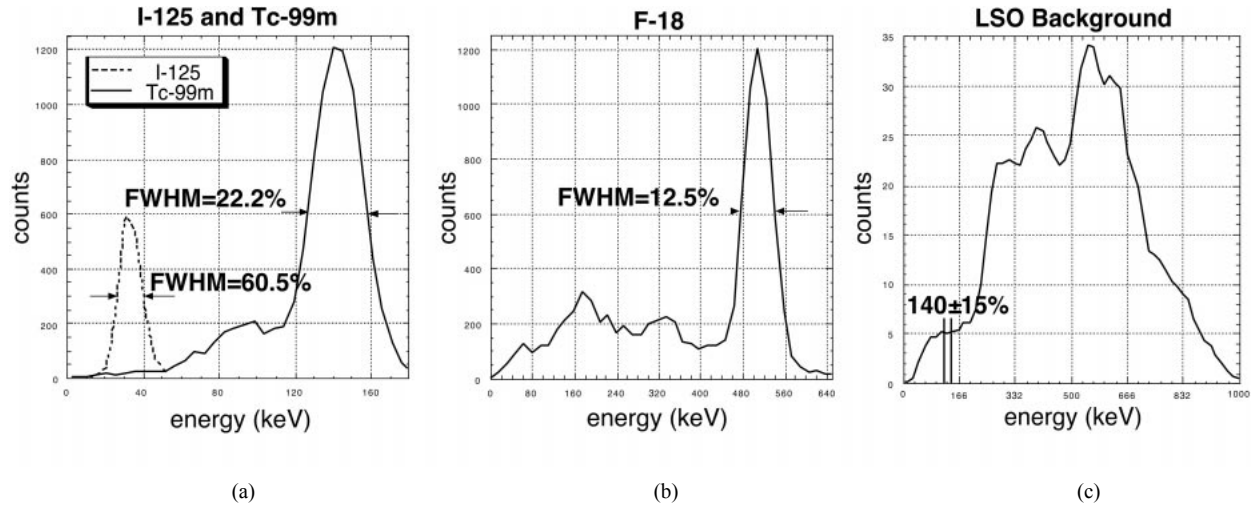 I-125 and Tc-99m
1200
1000
800
600
400
200
0
I-125
Tc-99m
FWHM=22.2%
FWHM=60.5%
counts
0 40 80 120 160
energy (keV)
(a)
F-18
1200
1000
800
600
400
200
0
FWHM=12.5%
counts
0 80 160 240 320 400 480 560 640
energy (keV)
(b)
LSO Background
35
30
25
20
15
10
5
0
140±15%
counts
0 166 332 500 666 832 1000
energy (keV)
(c)